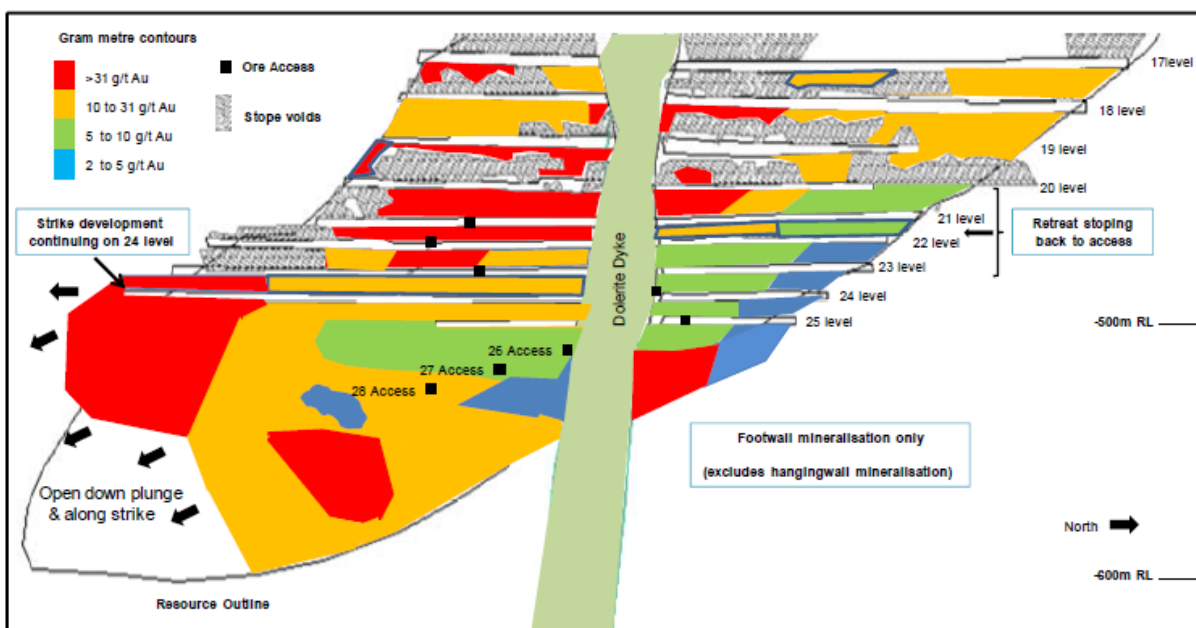 Gram metre contours
>31 g/t Au
10 to 31 g/t Au
5 to 10 g/t Au
2 to 5 g/t Au
Ore Access
Stope voids
17level
18 level
19 level
20 level
21 level
22 level
23 level
24 level
25 level
Retreat stoping
back to access
Strike development
continuing on 24 level
Dolerite Dyke
-500m RL
26 Access
27 Access
28 Access
Footwall mineralisation only
(excludes hangingwall mineralisation)
Open down plunge
& along strike
North
-600m RL
Resource Outline